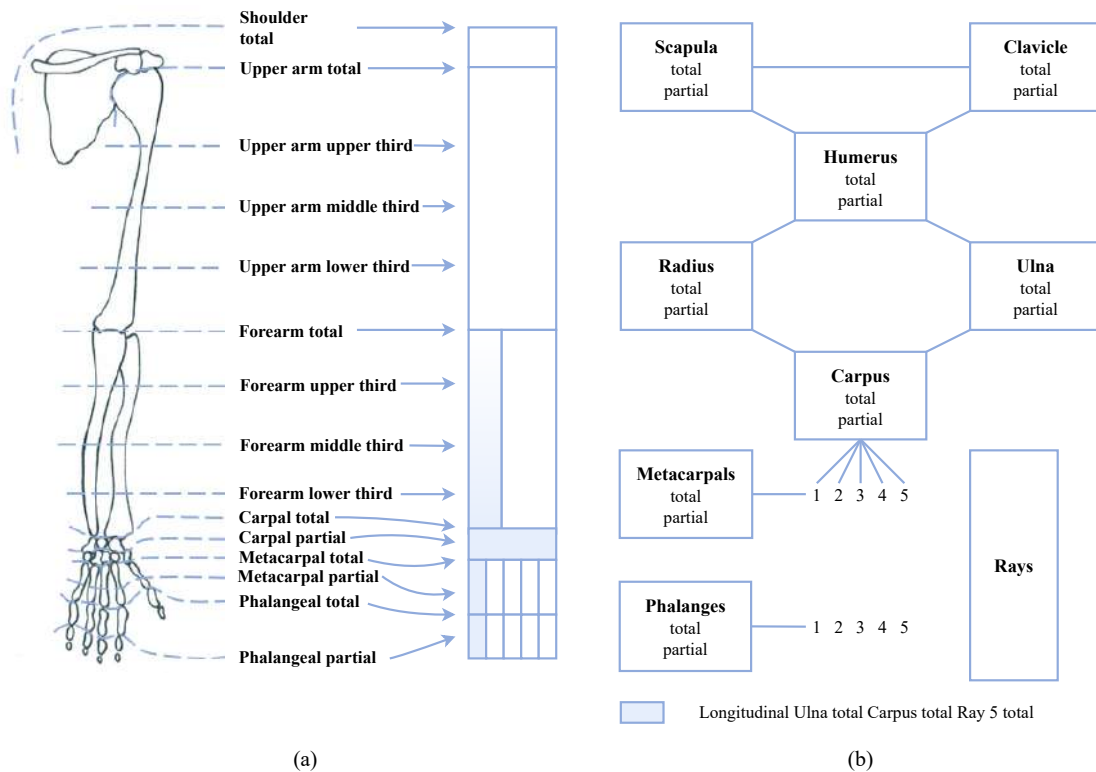 Shoulder
total
Upper arm total
Upper arm upper third
Upper arm middle third
Upper arm lower third
Forearm total
Forearm upper third
Forearm middle third
Forearm lower third
Carpal total
Carpal partial
Metacarpal total
Metacarpal partial
Phalangeal total
Phalangeal partial
(a)
Scapula
total
partial
Clavicle
total
partial
Humerus
total
partial
Radius
total
partial
Ulna
total
partial
Carpus
total
partial
Metacarpals
total
partial
1 2 3 4 5
Rays
Phalanges
total
partial
1 2 3 4 5
Longitudinal Ulna total Carpus total Ray 5 total
(b)